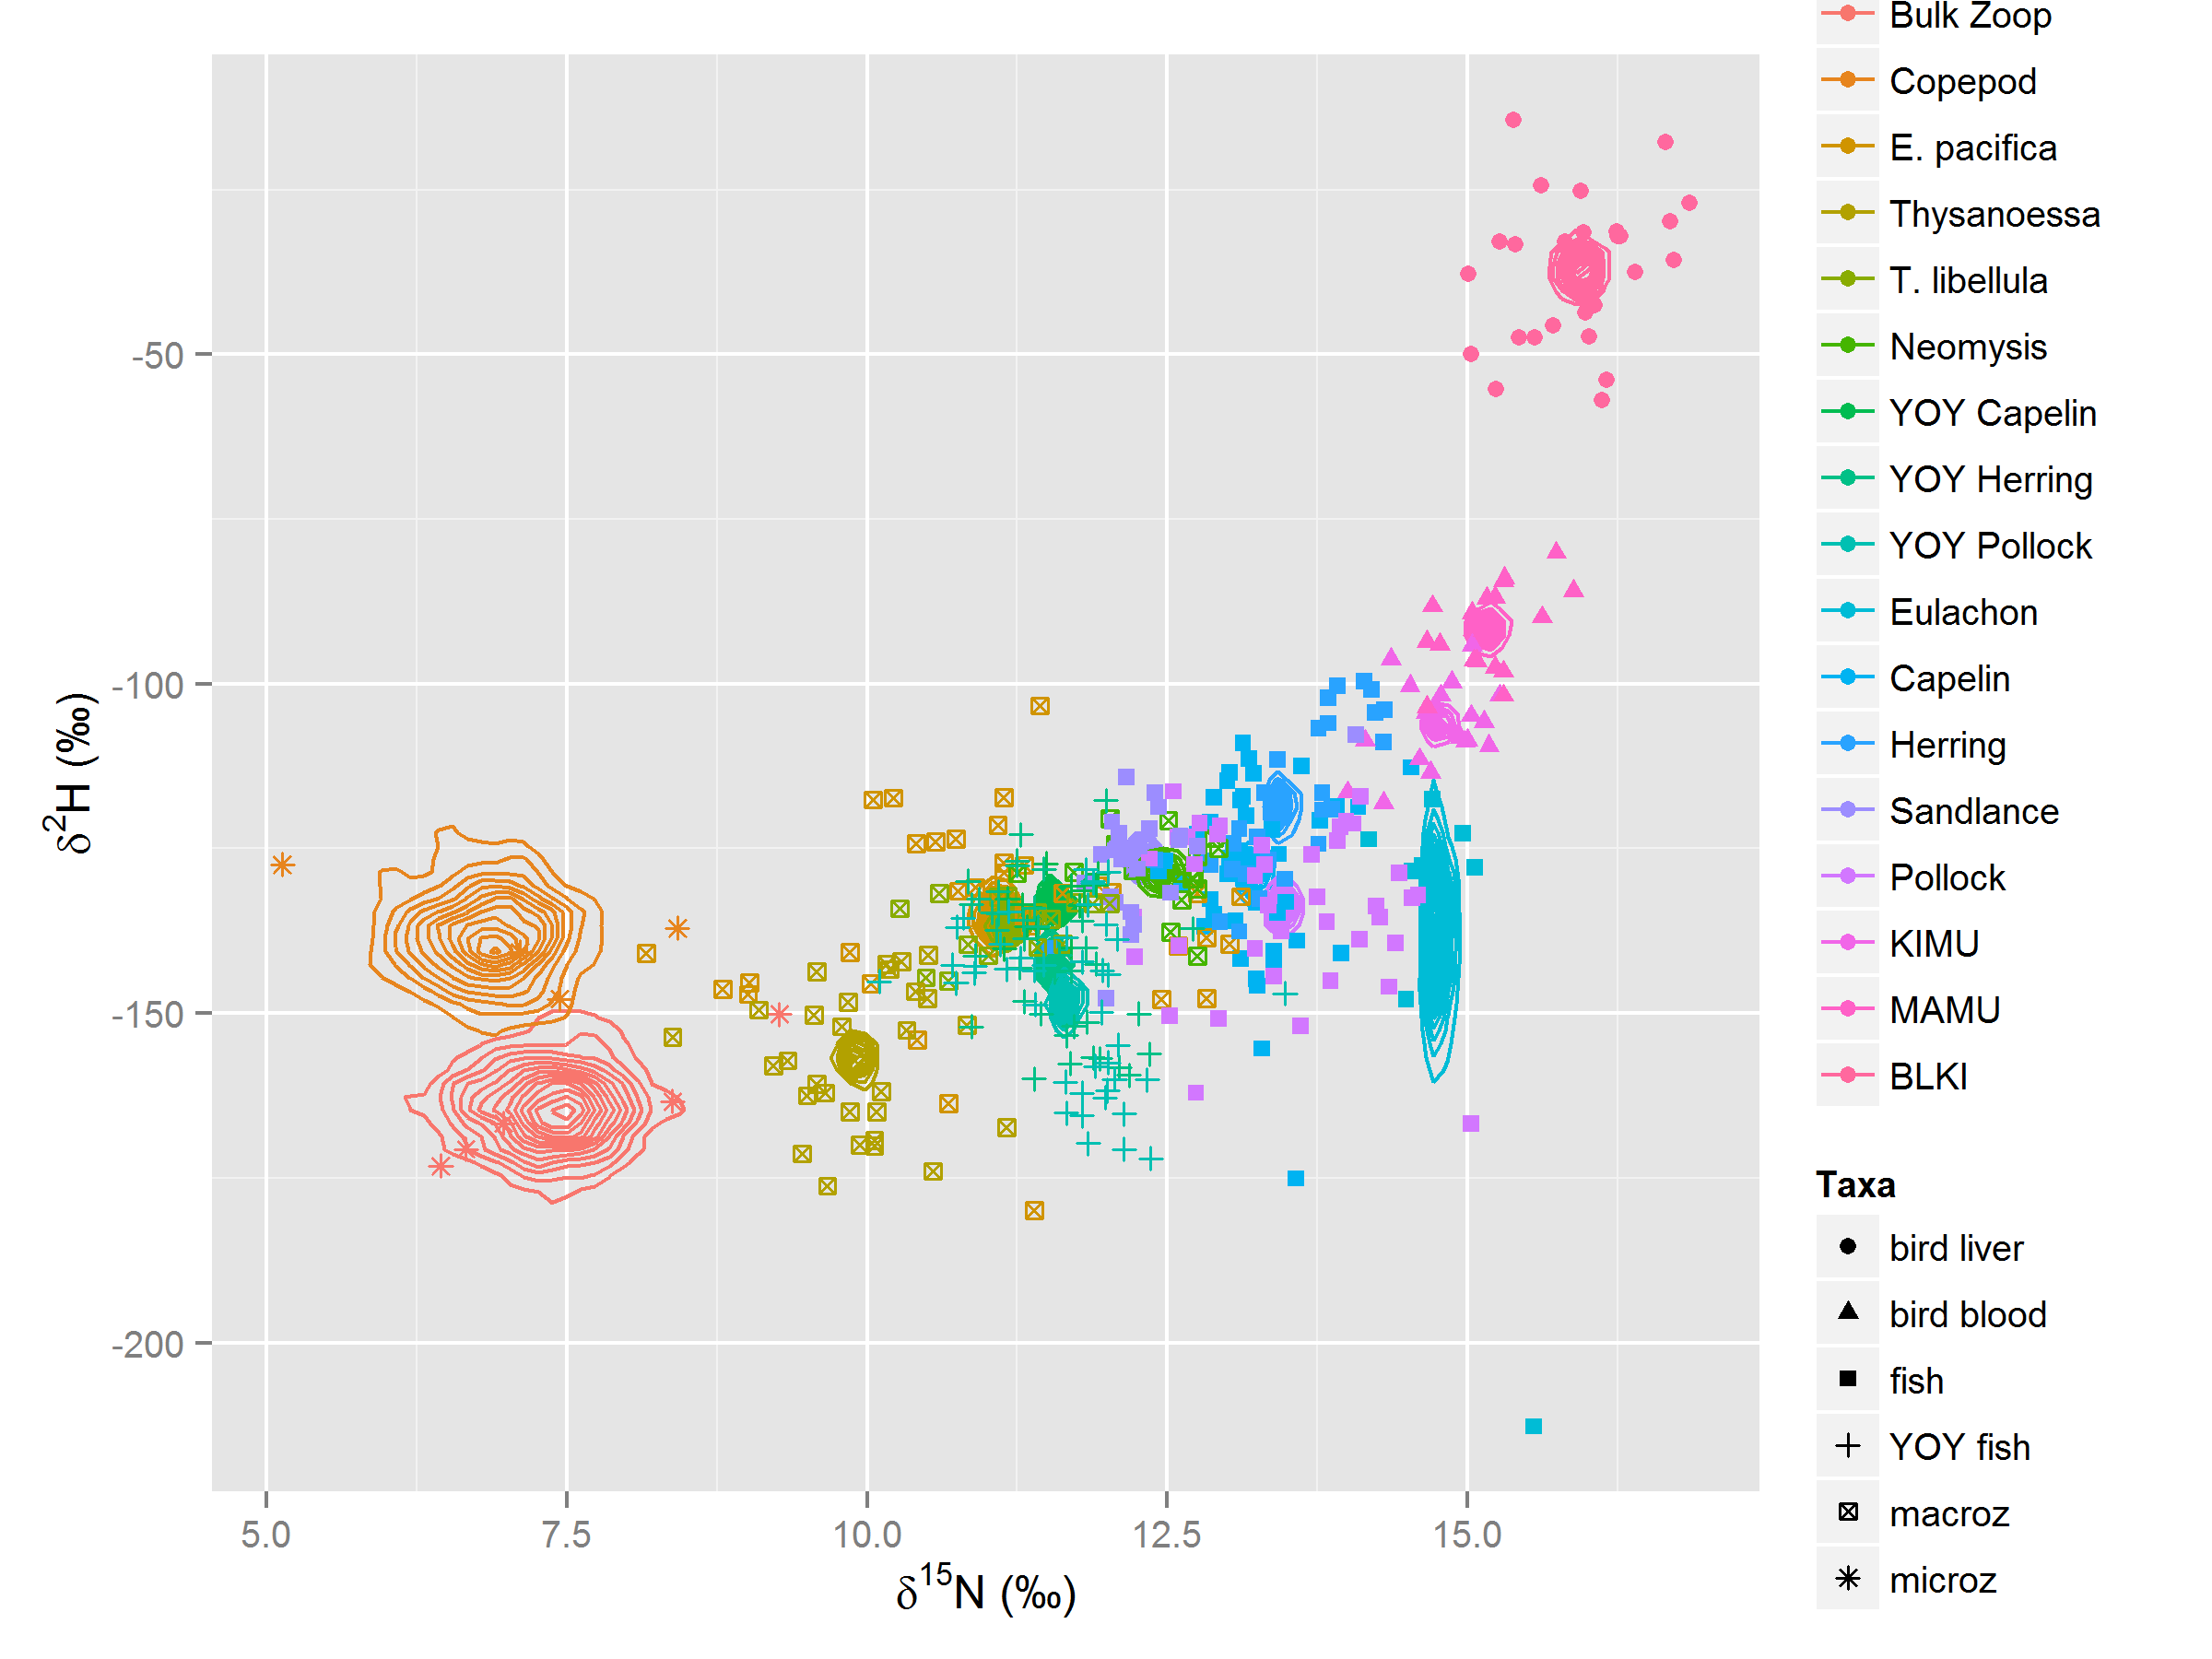 Bulk Zoop
Copepod
E. pacifica
Thysanoessa
T. libellula
Neomysis
YOY Capelin
YOY Herring
YOY Pollock
Eulachon
Capelin
Herring
Sandlance
Pollock
KIMU
MAMU
BLKI
Taxa
bird liver
bird blood
fish
YOY fish
macroz
microz
-50
-100
-150
-200
δ²H (‰)
5.0 7.5 10.0 12.5 15.0
δ¹⁵N (‰)